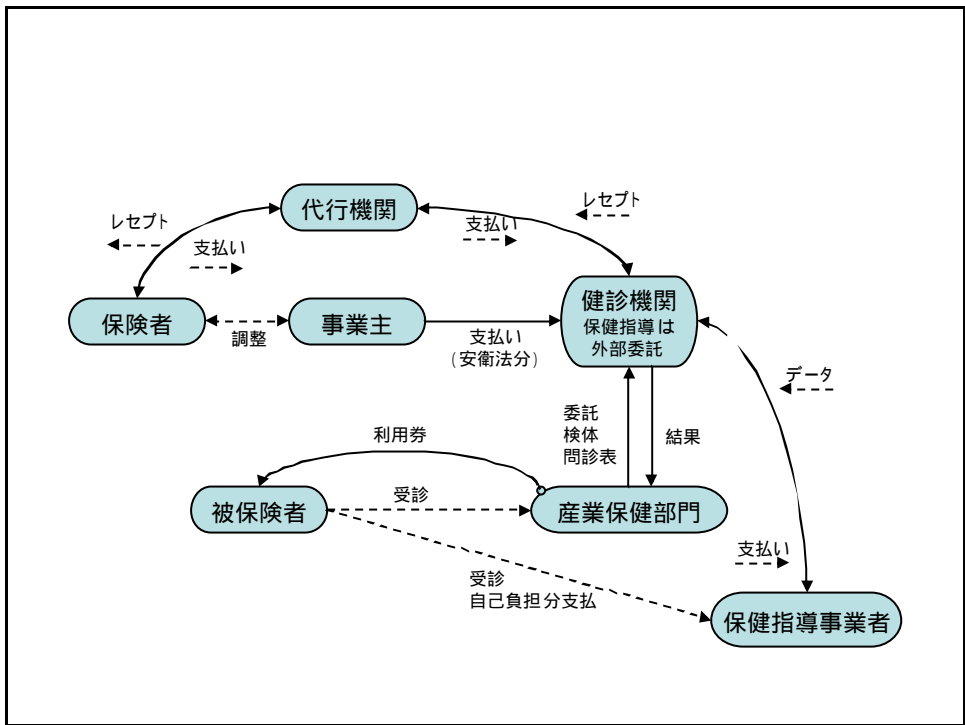 代行機関
レセプト
支払い
レセプト
支払い
保険者
調整
事業主
支払い
(安衛法分)
健診機関
保健指導は
外部委託
データ
委託
検体
問診表
結果
利用券
被保険者
受診
産業保健部門
支払い
受診
自己負担分支払
保健指導事業者